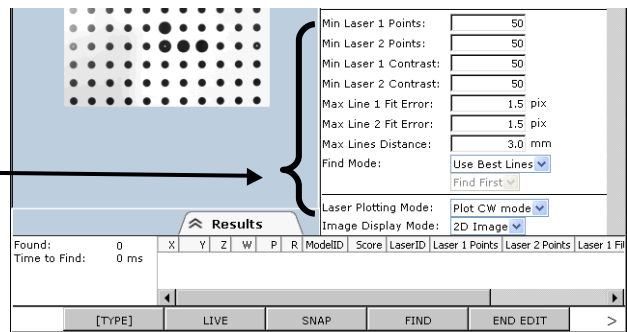 Min Laser 1 Points: 50
Min Laser 2 Points: 50
Min Laser 1 Contrast: 50
Min Laser 2 Contrast: 50
Max Line 1 Fit Error: 1.5 pix
Max Line 2 Fit Error: 1.5 pix
Max Lines Distance: 3.0 mm
Find Mode: Use Best Lines
Find First
Laser Plotting Mode: Plot CW mode
Image Display Mode: 2D Image
Results
Found: 0
Time to Find: 0 ms
X Y Z W P R ModelID Score LaserID Laser 1 Points Laser 2 Points Laser 1 Fi
[TYPE] LIVE SNAP FIND END EDIT >